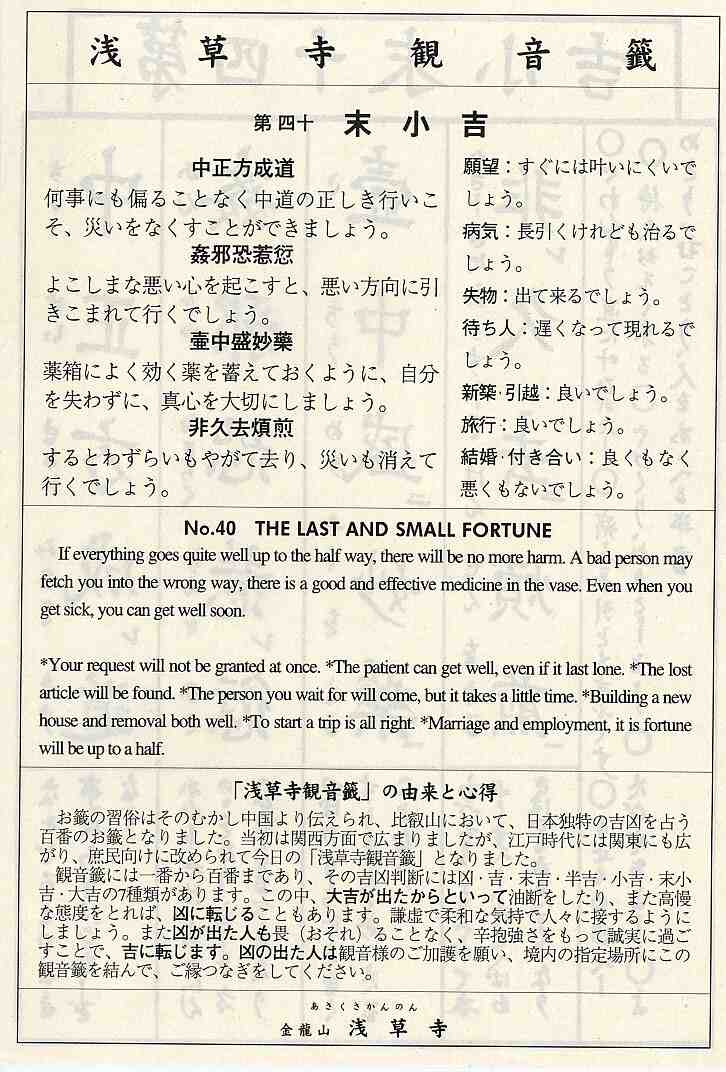 浅草寺観音籤
第四十 末小吉
中正方成道
何事にも偏ることなく中道の正しき行いこ
そ、災いをなくすことができましょう。
姦邪恐惹愆
よこしまな悪い心を起こすと、悪い方向に引
きこまれて行くでしょう。
壷中盛妙薬
薬箱によく効く薬を蓄えておくように、自分
を失わずに、真心を大切にしましょう。
非久去煩煎
するとわずらいもやがて去り、災いも消えて
行くでしょう。
願望：すぐには叶いにくいで
しょう。
病気：長引くけれども治るで
しょう。
失物：出て来るでしょう。
待ち人：遅くなって現れるで
しょう。
新築・引越：良いでしょう。
旅行：良いでしょう。
結婚・付き合い：良くもなく
悪くもないでしょう。
No.40 THE LAST AND SMALL FORTUNE
If everything goes quite well up to the half way, there will be no more harm. A bad person may
fetch you into the wrong way, there is a good and effective medicine in the vase. Even when you
get sick, you can get well soon.
*Your request will not be granted at once. *The patient can get well, even if it last lone. *The lost
article will be found. *The person you wait for will come, but it takes a little time. *Building a new
house and removal both well. *To start a trip is all right. *Marriage and employment, it is fortune
will be up to a half.
「浅草寺観音籤」の由来と心得
お籤の習俗はそのむかし中国より伝えられ、比叡山において、日本独特の吉凶を占う
百番のお籤となりました。当初は関西方面で広まりましたが、江戸時代には関東にも広
がり、庶民向けに改められて今日の「浅草寺観音籤」となりました。
観音籤には一番から百番まであり、その吉凶判断には凶・吉・末吉・半吉・小吉・末小
吉・大吉の7種類があります。この中、大吉が出たからといって油断をしたり、また高慢
な態度をとれば、凶に転じることもあります。謙虚で柔和な気持で人々に接するように
しましょう。また凶が出た人も畏（おそれ）ることなく、辛抱強さをもって誠実に過ご
すことで、吉に転じます。凶の出た人は観音様のご加護を願い、境内の指定場所にこの
観音籤を結んで、ご縁つなぎをしてください。
あさくさかんのん
金龍山 浅草寺